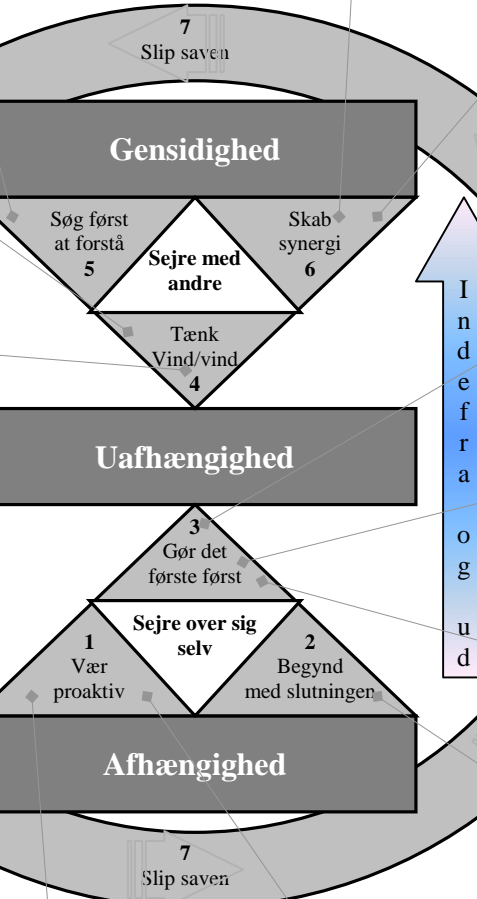 7
Slip saven
Gensidighed
Søg først
at forstå
5
Sejre med
andre
Skab
synergi
6
Tænk
Vind/vind
4
Uafhængighed
3
Gør det
første først
Sejre over sig
selv
1
Vær
proaktiv
2
Begynd
med slutningen
Afhængighed
7
Slip saven
I
n
d
e
f
r
a
o
g
u
d